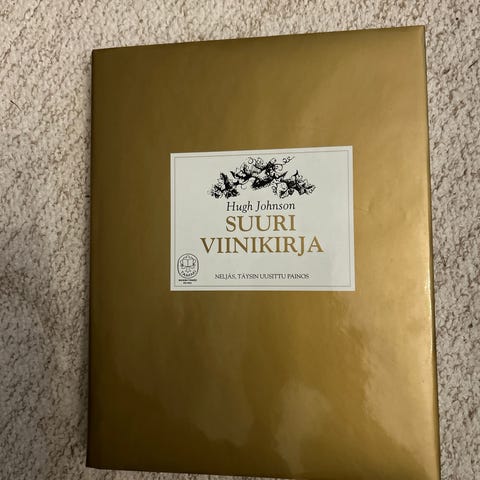 Hugh Johnson
SUURI
VIINIKIRJA
NELJÄS, TÄYSIN UUSITTU PAINOS